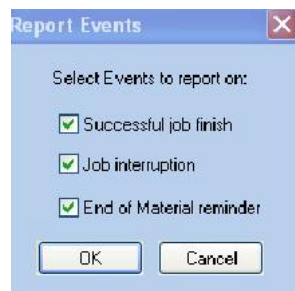 Report Events
Select Events to report on:
Successful job finish
Job interruption
End of Material reminder
OK Cancel